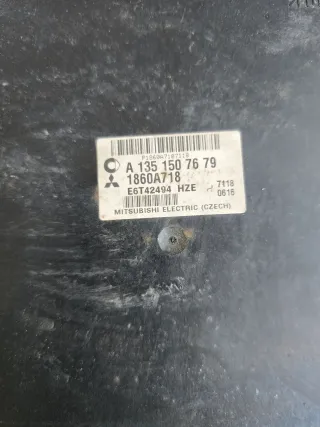 A 135 150 76 79
1860A718
E6T42494 HZE
7118
0616
MITSUBISHI ELECTRIC (CZECH)